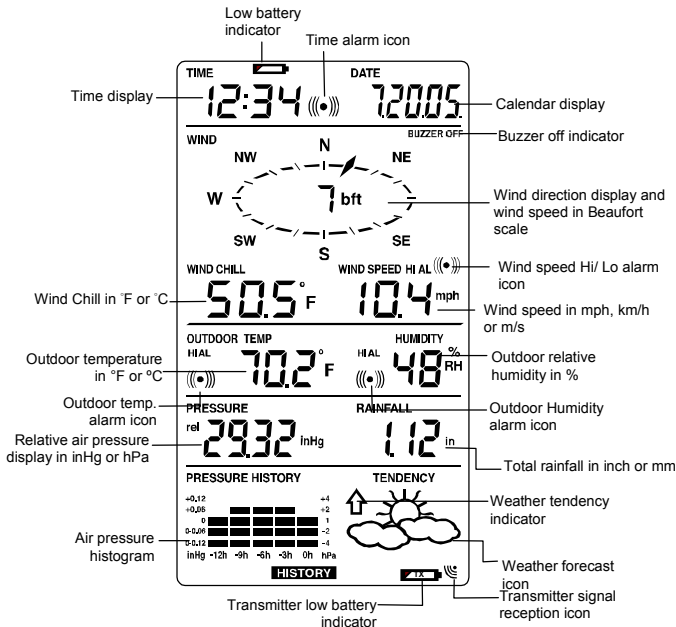 Low battery
indicator
Time alarm icon
TIME
DATE
Time display
12:34
7.20.05.
Calendar display
WIND
BUZZER OFF
Buzzer off indicator
N
NW
NE
W
7 bft
E
Wind direction display and
wind speed in Beaufort
scale
SW
SE
S
WIND CHILL
WIND SPEED HI AL
Wind speed Hi/ Lo alarm
icon
Wind Chill in °F or °C
50.5°F
10.4 mph
Wind speed in mph, km/h
or m/s
OUTDOOR TEMP
HUMIDITY
HI AL
HI AL
Outdoor temperature
in °F or ºC
70.2°F
48 % RH
Outdoor relative
humidity in %
Outdoor temp.
alarm icon
Outdoor Humidity
alarm icon
PRESSURE
RAINFALL
Relative air pressure
display in inHg or hPa
rel 29.32 inHg
1.12 in
Total rainfall in inch or mm
PRESSURE HISTORY
TENDENCY
+0.12 +4
+0.06 +2
0 1
0-0.06 -2
0-0.12 -4
inHg -12h -9h -6h -3h 0h hPa
Weather tendency
indicator
Air pressure
histogram
Weather forecast
icon
HISTORY
TX
Transmitter signal
reception icon
Transmitter low battery
indicator